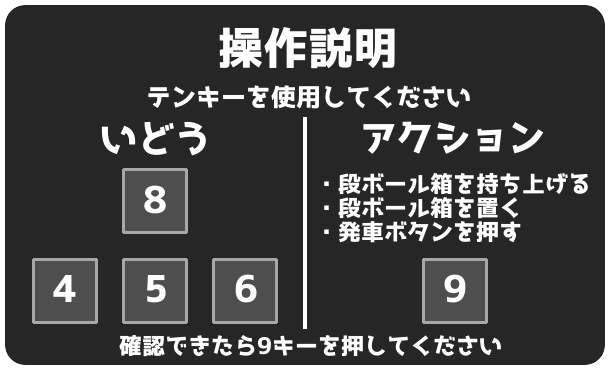 操作説明
テンキーを使用してください
いどう
8
4 5 6
アクション
・段ボール箱を持ち上げる
・段ボール箱を置く
・発車ボタンを押す
9
確認できたら9キーを押してください